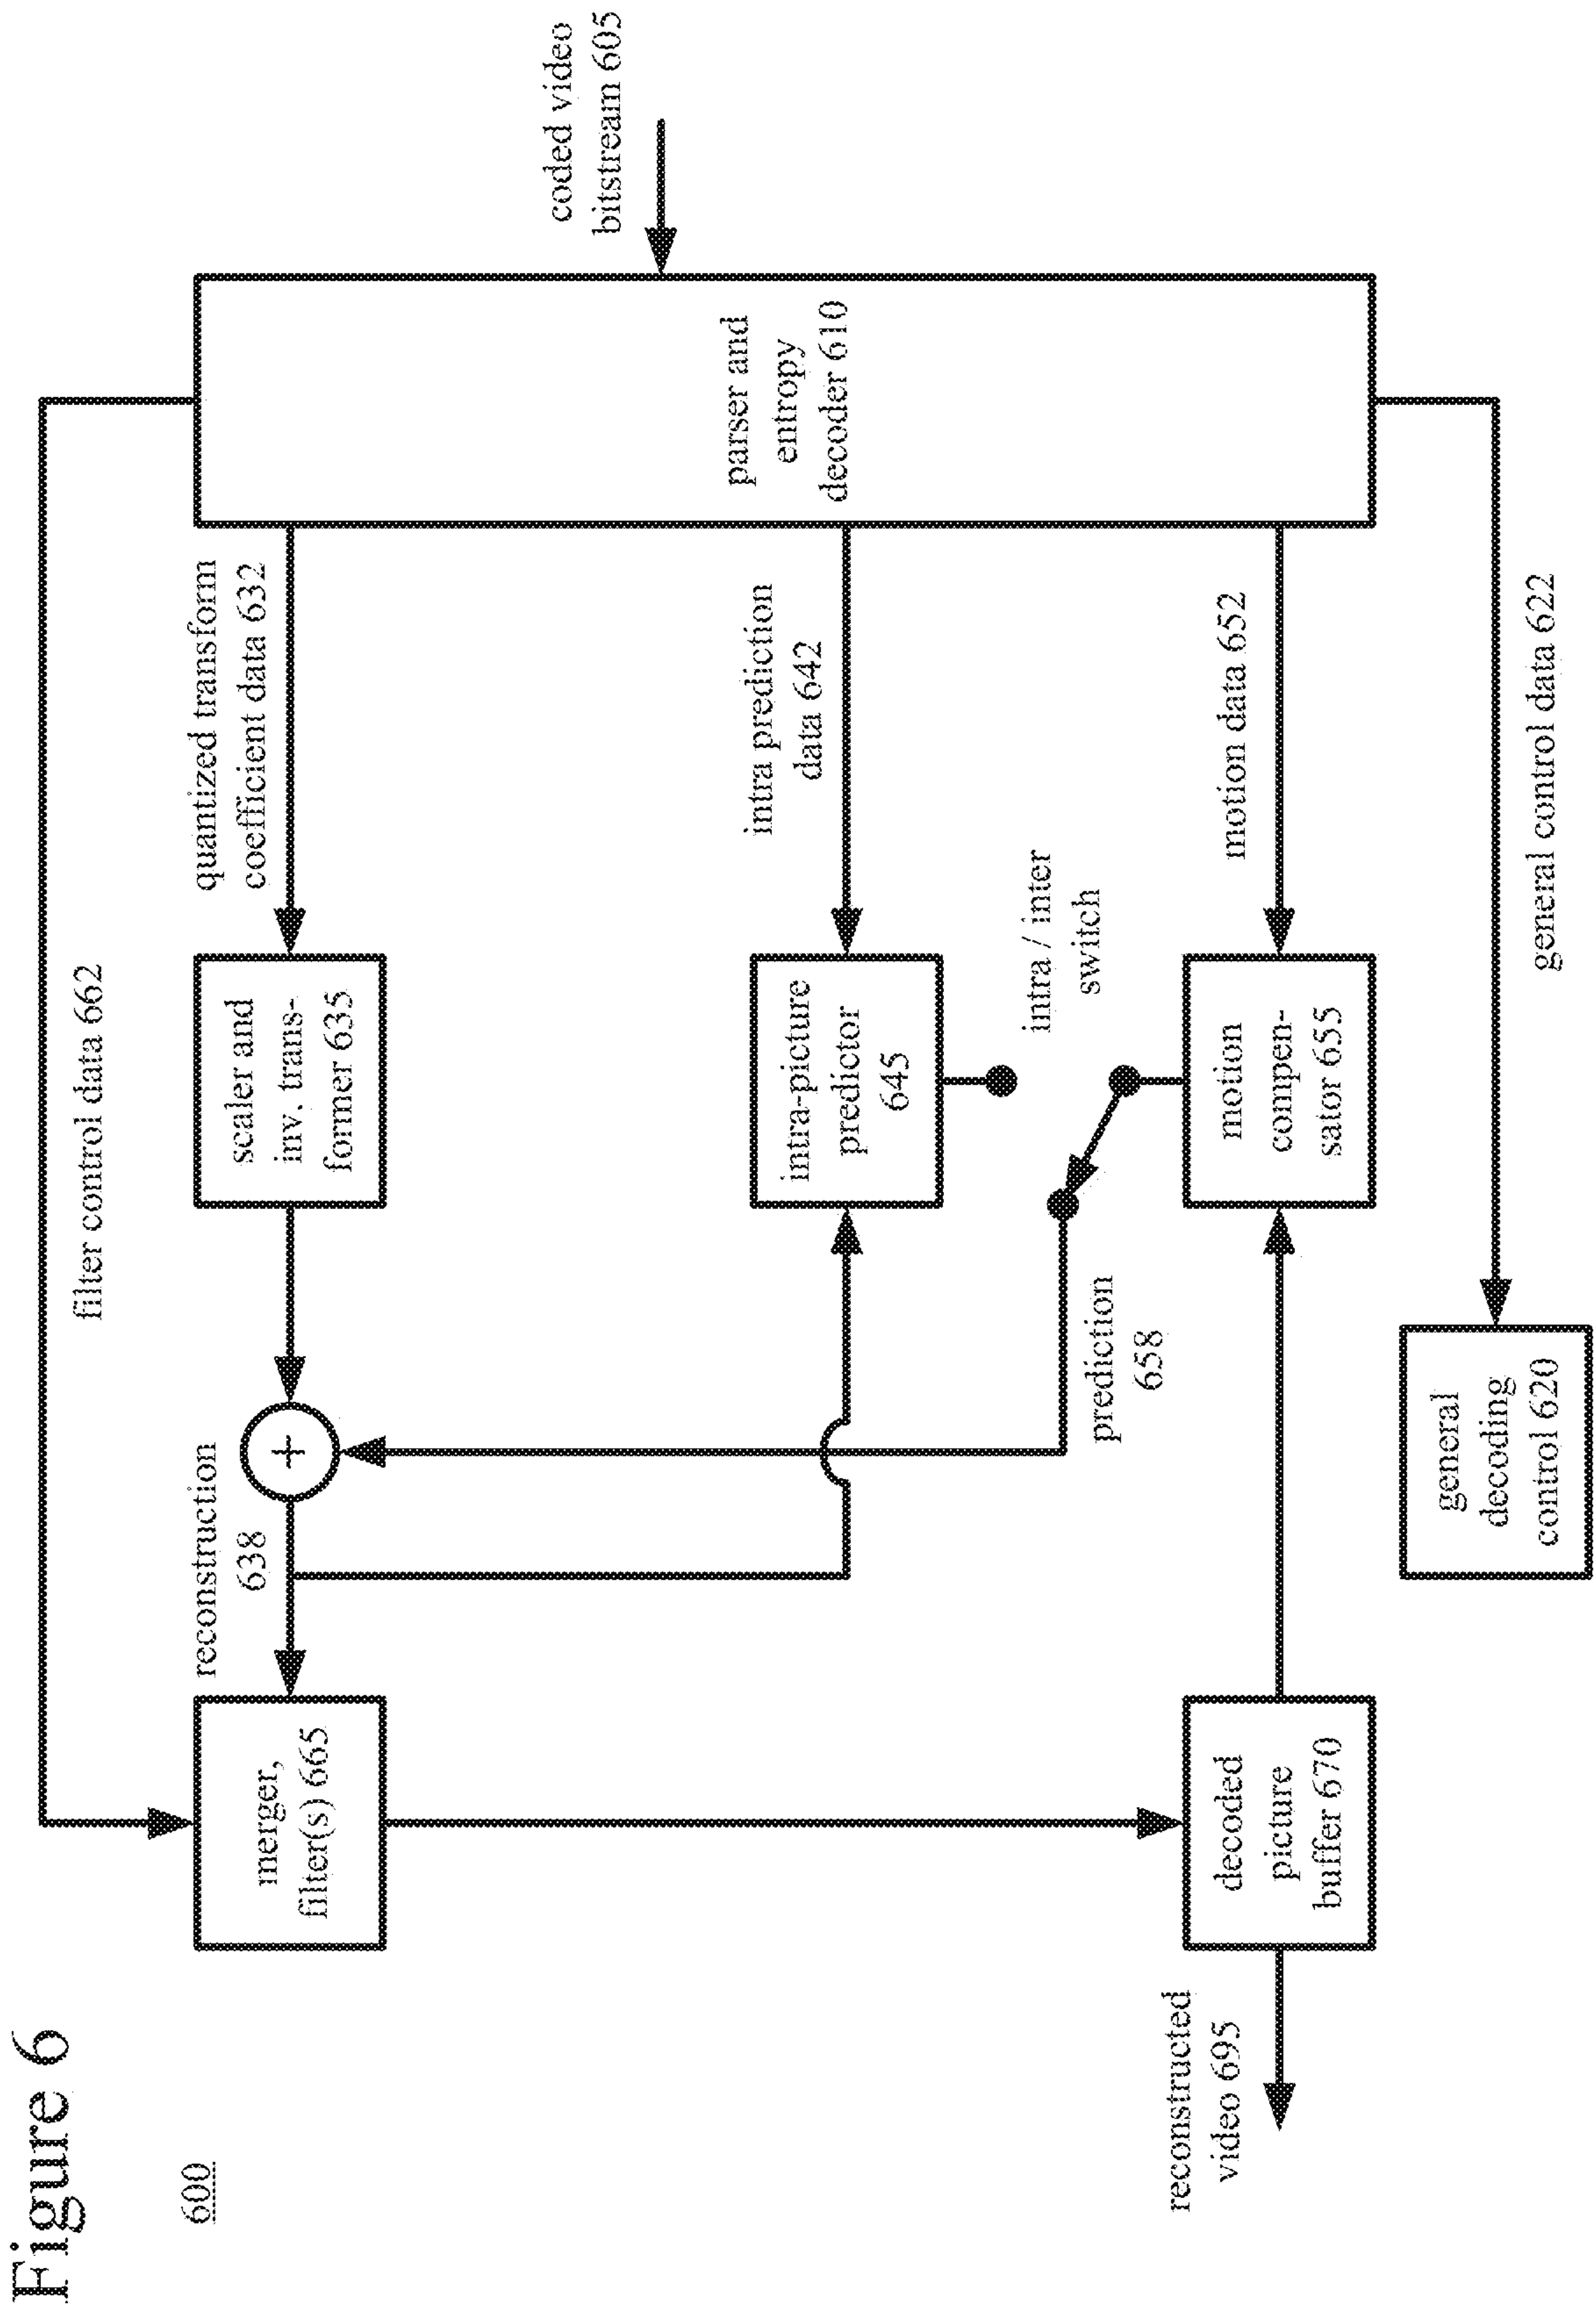 Figure 6
600
coded video
bitstream 605
parser and
entropy
decoder 610
filter control data 662
quantized transform
coefficient data 632
intra prediction
data 642
motion data 652
general control data 622
scaler and
inv. trans-
former 635
intra-picture
predictor
645
intra / inter
switch
motion
compen-
sator 655
+
prediction
658
reconstruction
638
general
decoding
control 620
merger,
filter(s) 665
decoded
picture
buffer 670
reconstructed
video 695